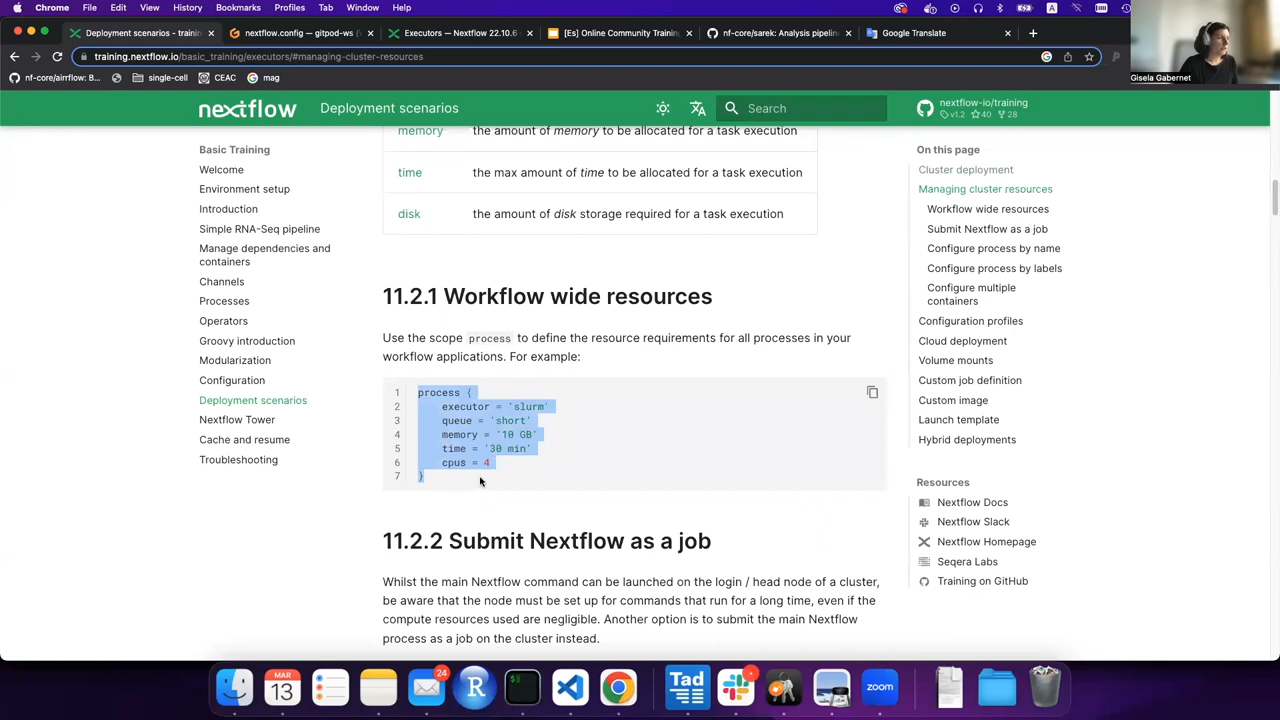 Chrome File Edit View History Bookmarks Profiles Tab Window Help
Deployment scenarios - trainin
nextflow.config — gitpod-ws (
Executors — Nextflow 22.10.6
[Es] Online Community Training
nf-core/sarek: Analysis pipelin
Google Translate
training.nextflow.io/basic_training/executors/#managing-cluster-resources
nf-core/airrflow: B...
single-cell
CEAC
mag
Gisela Gabernet
nextflow
Deployment scenarios
Search
nextflow-io/training
v1.2 40 28
Basic Training
Welcome
Environment setup
Introduction
Simple RNA-Seq pipeline
Manage dependencies and
containers
Channels
Processes
Operators
Groovy introduction
Modularization
Configuration
Deployment scenarios
Nextflow Tower
Cache and resume
Troubleshooting
memory the amount of memory to be allocated for a task execution
time the max amount of time to be allocated for a task execution
disk the amount of disk storage required for a task execution
11.2.1 Workflow wide resources
Use the scope process to define the resource requirements for all processes in your
workflow applications. For example:
1 process {
2 executor = 'slurm'
3 queue = 'short'
4 memory = '10 GB'
5 time = '30 min'
6 cpus = 4
7 }
11.2.2 Submit Nextflow as a job
Whilst the main Nextflow command can be launched on the login / head node of a cluster,
be aware that the node must be set up for commands that run for a long time, even if the
compute resources used are negligible. Another option is to submit the main Nextflow
process as a job on the cluster instead.
On this page
Cluster deployment
Managing cluster resources
Workflow wide resources
Submit Nextflow as a job
Configure process by name
Configure process by labels
Configure multiple
containers
Configuration profiles
Cloud deployment
Volume mounts
Custom job definition
Custom image
Launch template
Hybrid deployments
Resources
Nextflow Docs
Nextflow Slack
Nextflow Homepage
Seqera Labs
Training on GitHub
MAR
13
24
R
Tad
zoom